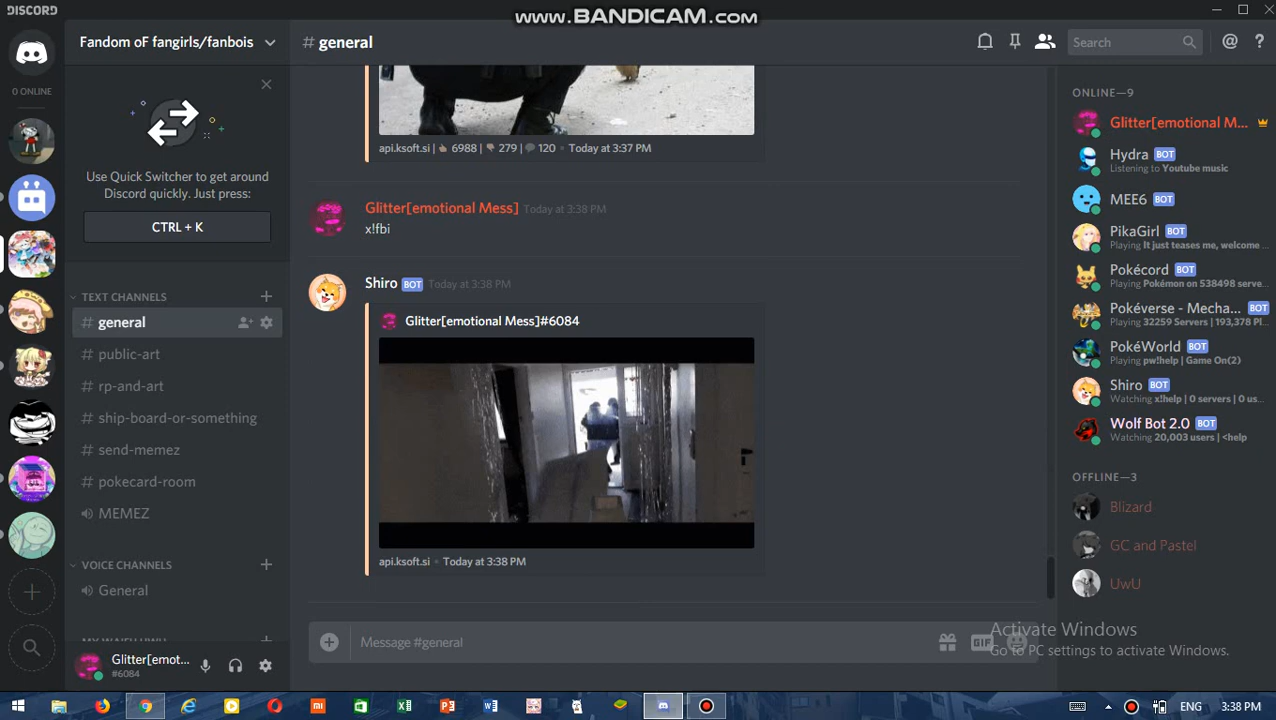 DISCORD
www.BANDICAM.com
Fandom oF fangirls/fanbois
# general
Search
0 ONLINE
Use Quick Switcher to get around
Discord quickly. Just press:
CTRL + K
TEXT CHANNELS
# general
# public-art
# rp-and-art
# ship-board-or-something
# send-memez
# pokecard-room
MEMEZ
VOICE CHANNELS
General
Glitter[emot...
#6084
api.ksoft.si | 6988 | 279 | 120 • Today at 3:37 PM
Glitter[emotional Mess] Today at 3:38 PM
x!fbi
Shiro BOT Today at 3:38 PM
Glitter[emotional Mess]#6084
api.ksoft.si • Today at 3:38 PM
Message #general
GIF
ONLINE—9
Glitter[emotional M...
Hydra BOT
Listening to Youtube music
MEE6 BOT
PikaGirl BOT
Playing It just teases me, welcome ...
Pokécord BOT
Playing Pokémon on 538498 serve...
Pokéverse - Mecha... BOT
Playing 32259 Servers | 193,378 Pl...
PokéWorld BOT
Playing pw!help | Game On(2)
Shiro BOT
Watching x!help | 0 servers | 0 us...
Wolf Bot 2.0 BOT
Watching 20,003 users | <help
OFFLINE—3
Blizard
GC and Pastel
UwU
Activate Windows
Go to PC settings to activate Windows.
ENG
3:38 PM